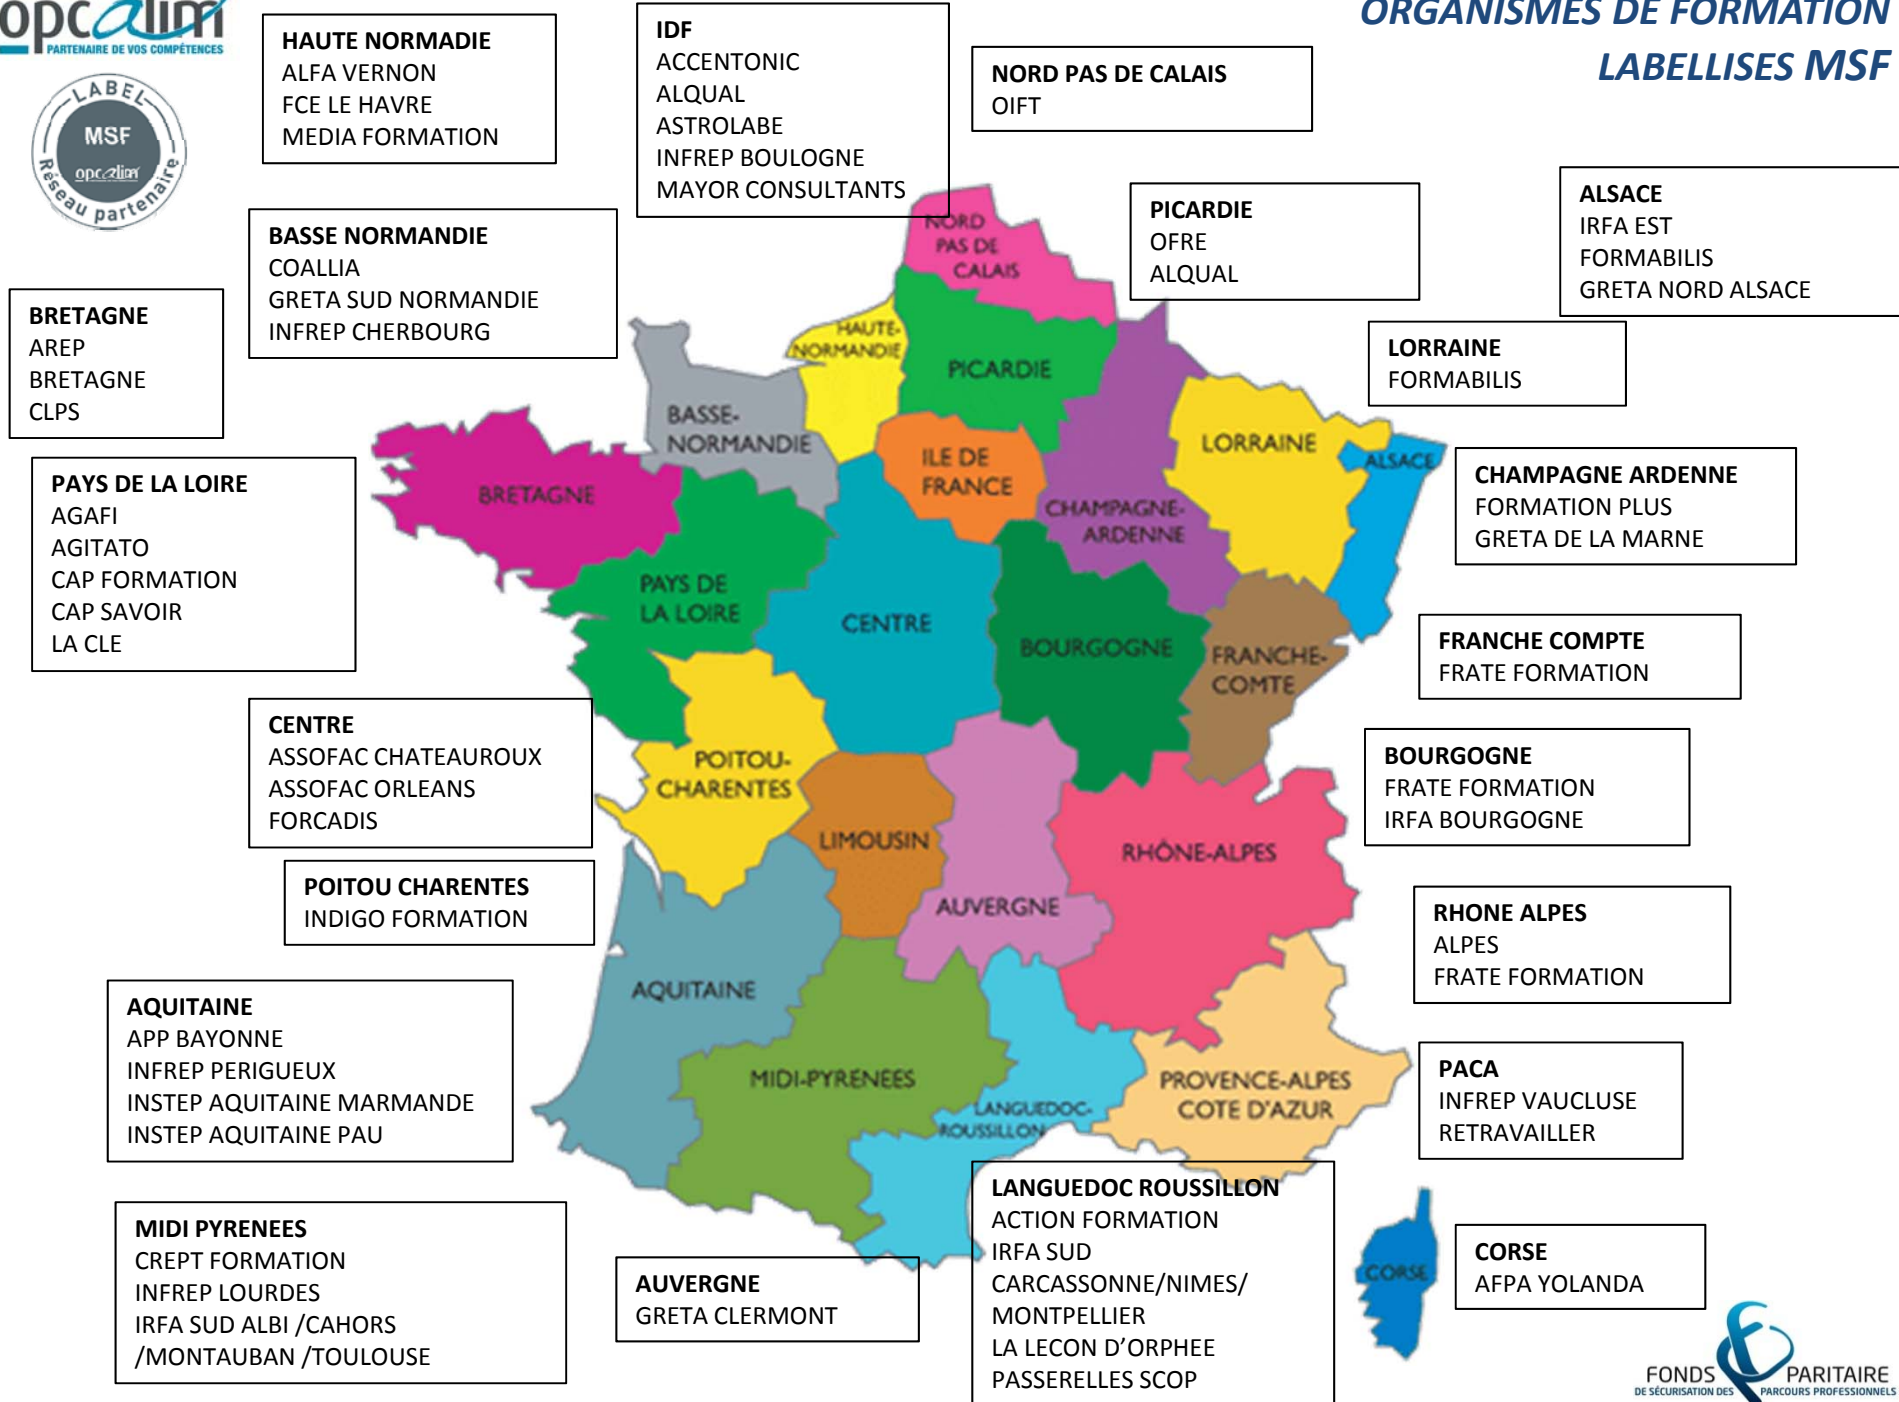 opcalim
PARTENAIRE DE VOS COMPÉTENCES
ORGANISMES DE FORMATION
LABELLISES MSF
LABEL
MSF
opcalim
Réseau partenaire
HAUTE NORMADIE
ALFA VERNON
FCE LE HAVRE
MEDIA FORMATION
IDF
ACCENTONIC
ALQUAL
ASTROLABE
INFREP BOULOGNE
MAYOR CONSULTANTS
NORD PAS DE CALAIS
OIFT
PICARDIE
OFRE
ALQUAL
ALSACE
IRFA EST
FORMABILIS
GRETA NORD ALSACE
BASSE NORMANDIE
COALLIA
GRETA SUD NORMANDIE
INFREP CHERBOURG
BRETAGNE
AREP
BRETAGNE
CLPS
LORRAINE
FORMABILIS
PAYS DE LA LOIRE
AGAFI
AGITATO
CAP FORMATION
CAP SAVOIR
LA CLE
CHAMPAGNE ARDENNE
FORMATION PLUS
GRETA DE LA MARNE
FRANCHE COMPTE
FRATE FORMATION
CENTRE
ASSOFAC CHATEAUROUX
ASSOFAC ORLEANS
FORCADIS
BOURGOGNE
FRATE FORMATION
IRFA BOURGOGNE
POITOU CHARENTES
INDIGO FORMATION
RHONE ALPES
ALPES
FRATE FORMATION
AQUITAINE
APP BAYONNE
INFREP PERIGUEUX
INSTEP AQUITAINE MARMANDE
INSTEP AQUITAINE PAU
PACA
INFREP VAUCLUSE
RETRAVAILLER
MIDI PYRENEES
CREPT FORMATION
INFREP LOURDES
IRFA SUD ALBI /CAHORS
/MONTAUBAN /TOULOUSE
AUVERGNE
GRETA CLERMONT
LANGUEDOC ROUSSILLON
ACTION FORMATION
IRFA SUD
CARCASSONNE/NIMES/
MONTPELLIER
LA LECON D'ORPHEE
PASSERELLES SCOP
CORSE
AFPA YOLANDA
NORD
PAS DE
CALAIS
HAUTE-
NORMANDIE
PICARDIE
BASSE-
NORMANDIE
ILE DE
FRANCE
LORRAINE
ALSACE
CHAMPAGNE-
ARDENNE
BRETAGNE
PAYS DE
LA LOIRE
CENTRE
BOURGOGNE
FRANCHE-
COMTE
POITOU-
CHARENTES
LIMOUSIN
AUVERGNE
RHÔNE-ALPES
AQUITAINE
MIDI-PYRENEES
LANGUEDOC-
ROUSSILLON
PROVENCE-ALPES
COTE D'AZUR
CORSE
FONDS PARITAIRE
DE SÉCURISATION DES PARCOURS PROFESSIONNELS